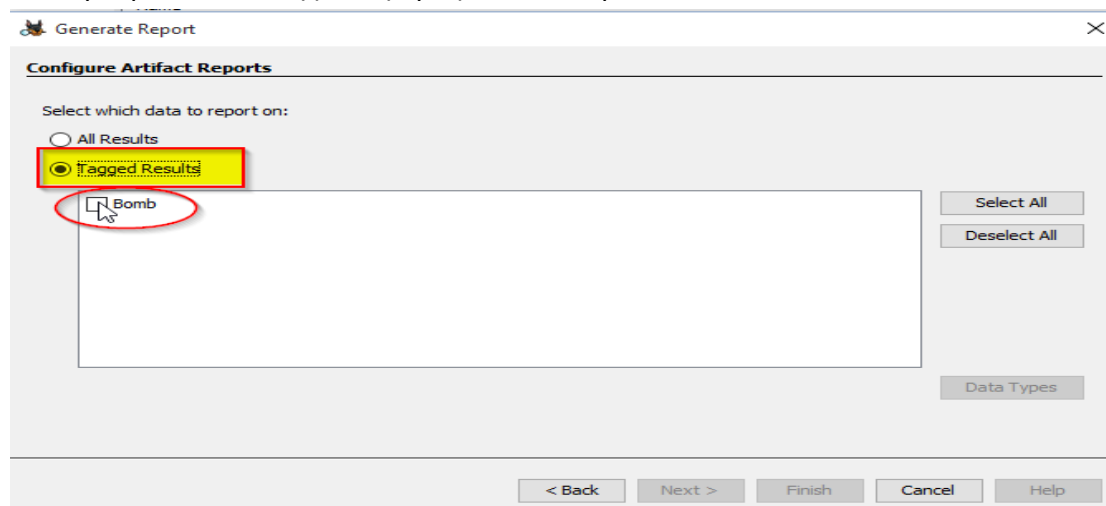 Generate Report
Configure Artifact Reports
Select which data to report on:
All Results
Tagged Results
Bomb
Select All
Deselect All
Data Types
< Back Next > Finish Cancel Help